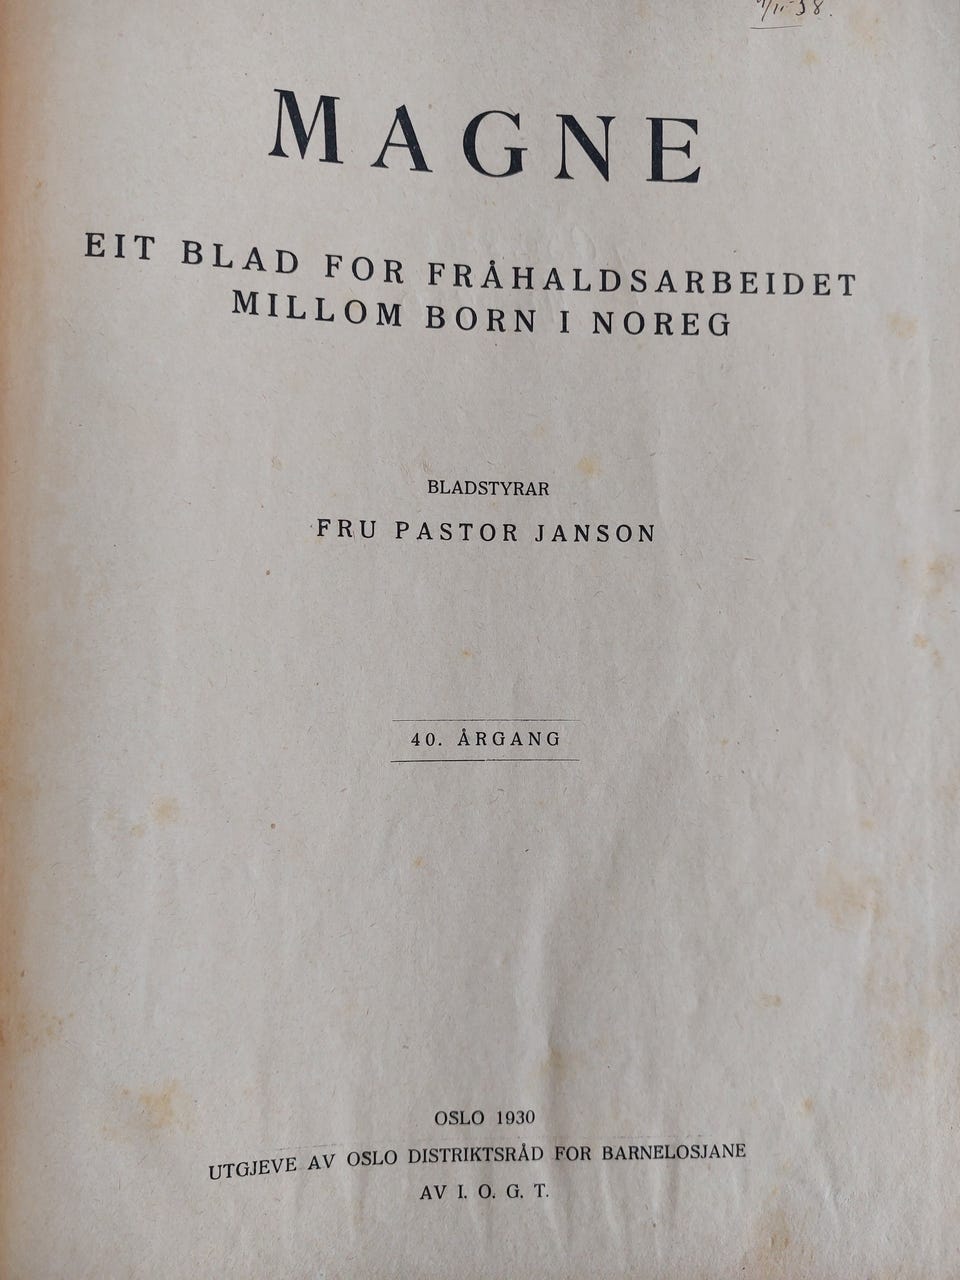 MAGNE
EIT BLAD FOR FRÅHALDSARBEIDET
MILLOM BORN I NOREG
BLADSTYRAR
FRU PASTOR JANSON
40. ÅRGANG
OSLO 1930
UTGJEVE AV OSLO DISTRIKTSRÅD FOR BARNELOSJANE
AV I. O. G. T.